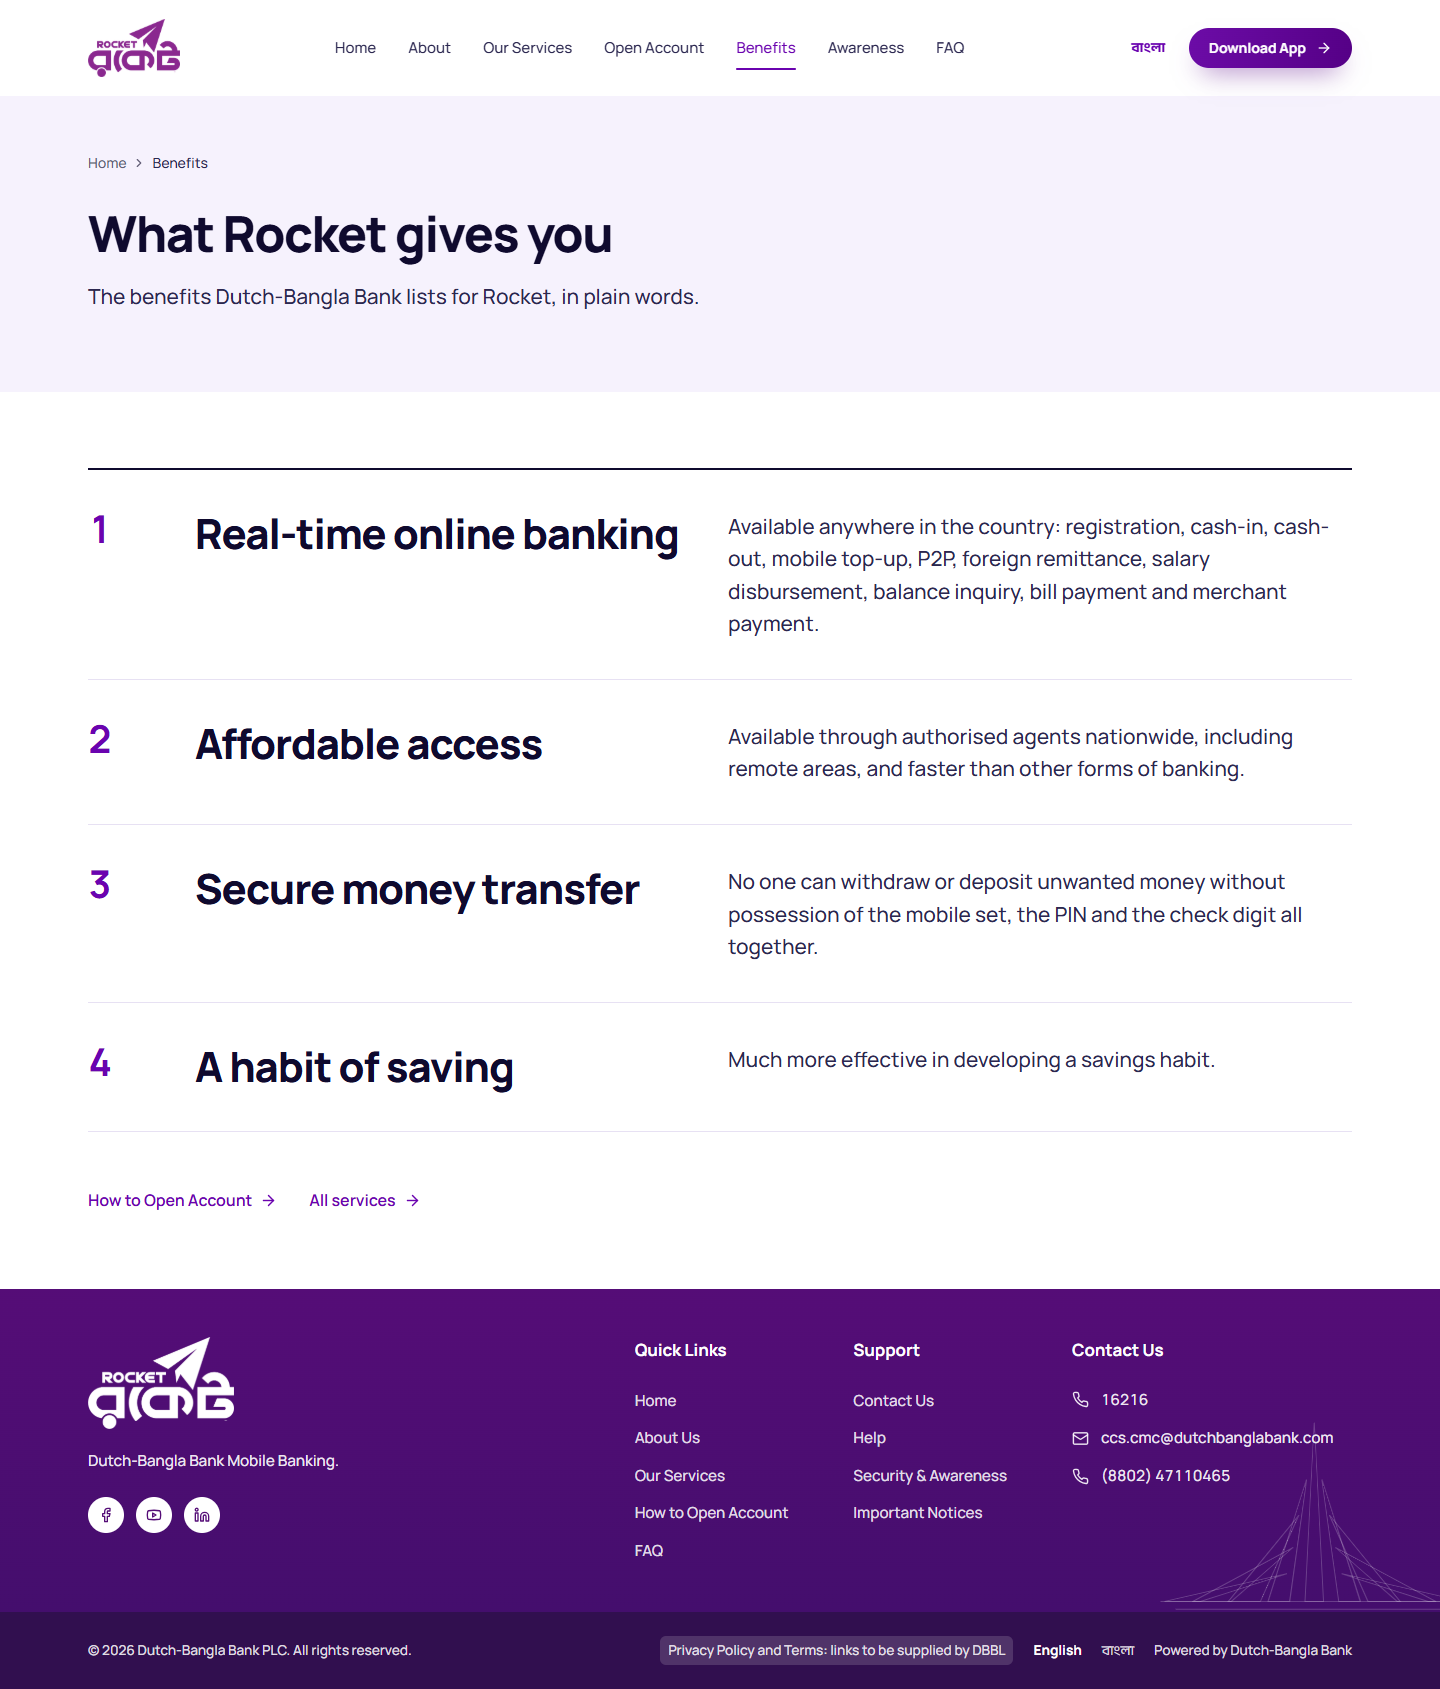 ROCKET
রকেট
Home
About
Our Services
Open Account
Benefits
Awareness
FAQ
বাংলা
Download App
Home
Benefits
What Rocket gives you
The benefits Dutch-Bangla Bank lists for Rocket, in plain words.
1
Real-time online banking
Available anywhere in the country: registration, cash-in, cash-
out, mobile top-up, P2P, foreign remittance, salary
disbursement, balance inquiry, bill payment and merchant
payment.
2
Affordable access
Available through authorised agents nationwide, including
remote areas, and faster than other forms of banking.
3
Secure money transfer
No one can withdraw or deposit unwanted money without
possession of the mobile set, the PIN and the check digit all
together.
4
A habit of saving
Much more effective in developing a savings habit.
How to Open Account
All services
ROCKET
রকেট
Dutch-Bangla Bank Mobile Banking.
Quick Links
Home
About Us
Our Services
How to Open Account
FAQ
Support
Contact Us
Help
Security & Awareness
Important Notices
Contact Us
16216
ccs.cmc@dutchbanglabank.com
(8802) 47110465
© 2026 Dutch-Bangla Bank PLC. All rights reserved.
Privacy Policy and Terms: links to be supplied by DBBL
English
বাংলা
Powered by Dutch-Bangla Bank